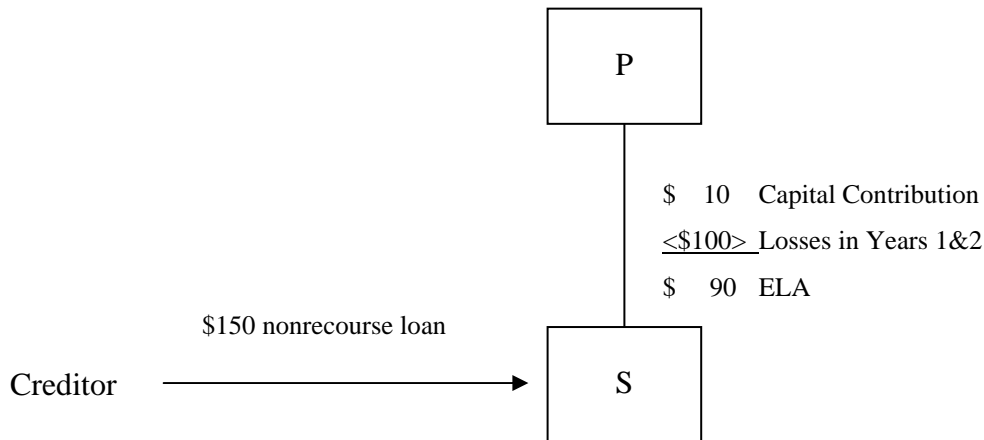 P
$ 10 Capital Contribution
<$100> Losses in Years 1&2
$ 90 ELA
$150 nonrecourse loan
Creditor
S